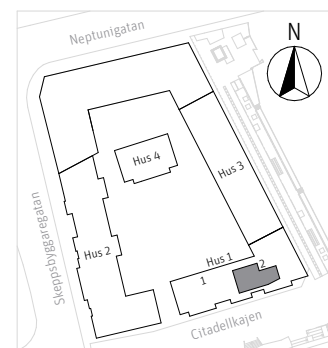 Neptunigatan
N
Hus 4
Hus 3
Skeppsbyggaregatan
Hus 2
Hus 1
1
2
Citadellkajen